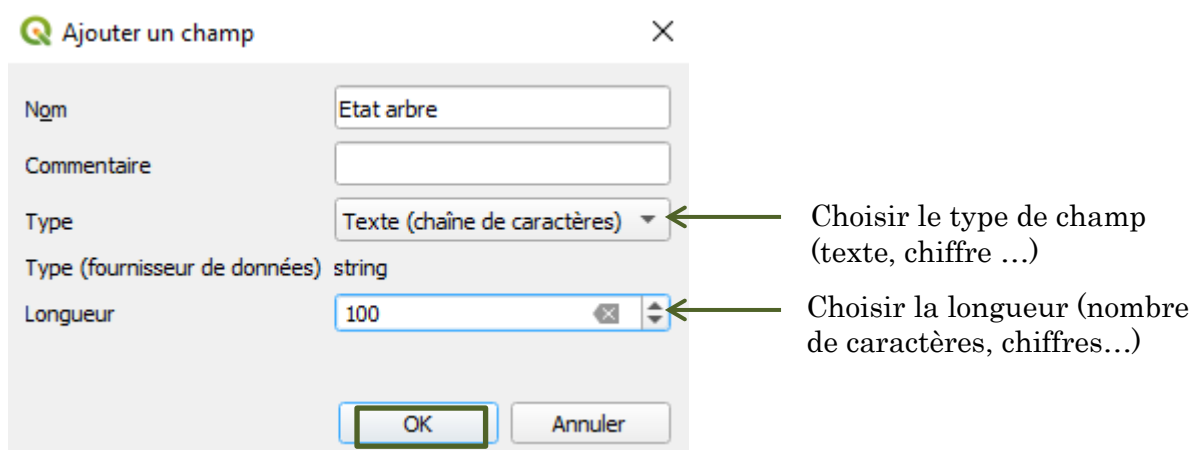 Ajouter un champ
Nom
Etat arbre
Commentaire
Type
Texte (chaîne de caractères)
Choisir le type de champ
(texte, chiffre …)
Type (fournisseur de données) string
Longueur
100
Choisir la longueur (nombre
de caractères, chiffres…)
OK
Annuler